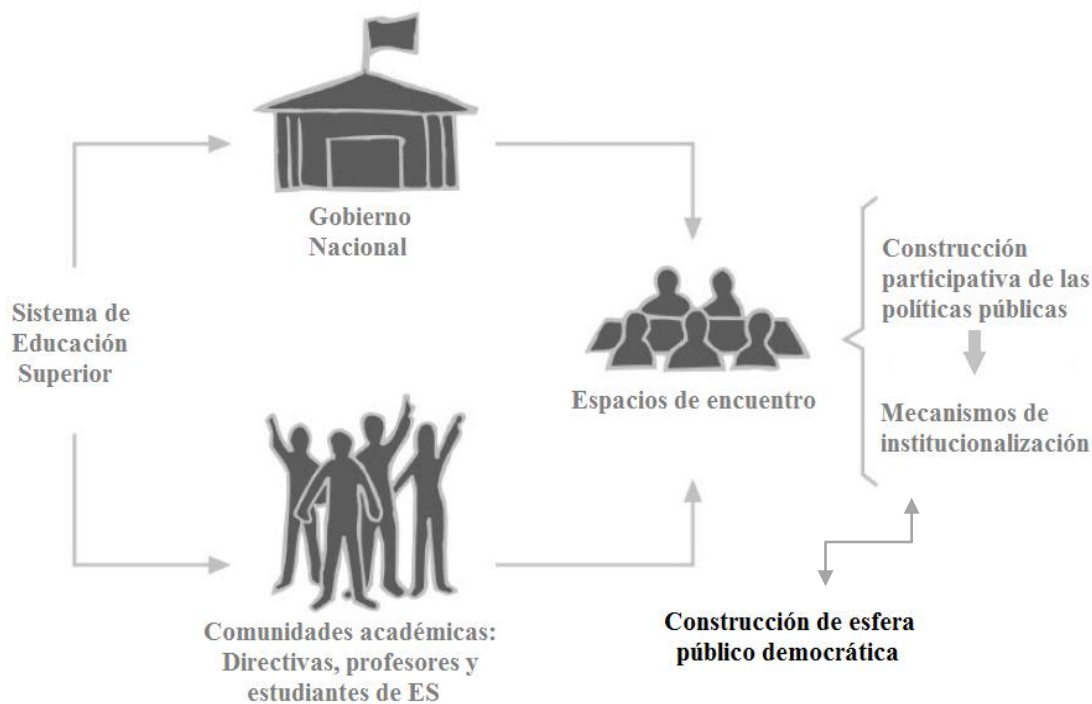 Gobierno
Nacional
Sistema de
Educación
Superior
Construcción
participativa de las
políticas públicas
Espacios de encuentro
Mecanismos de
institucionalización
Comunidades académicas:
Directivas, profesores y
estudiantes de ES
Construcción de esfera
público democrática